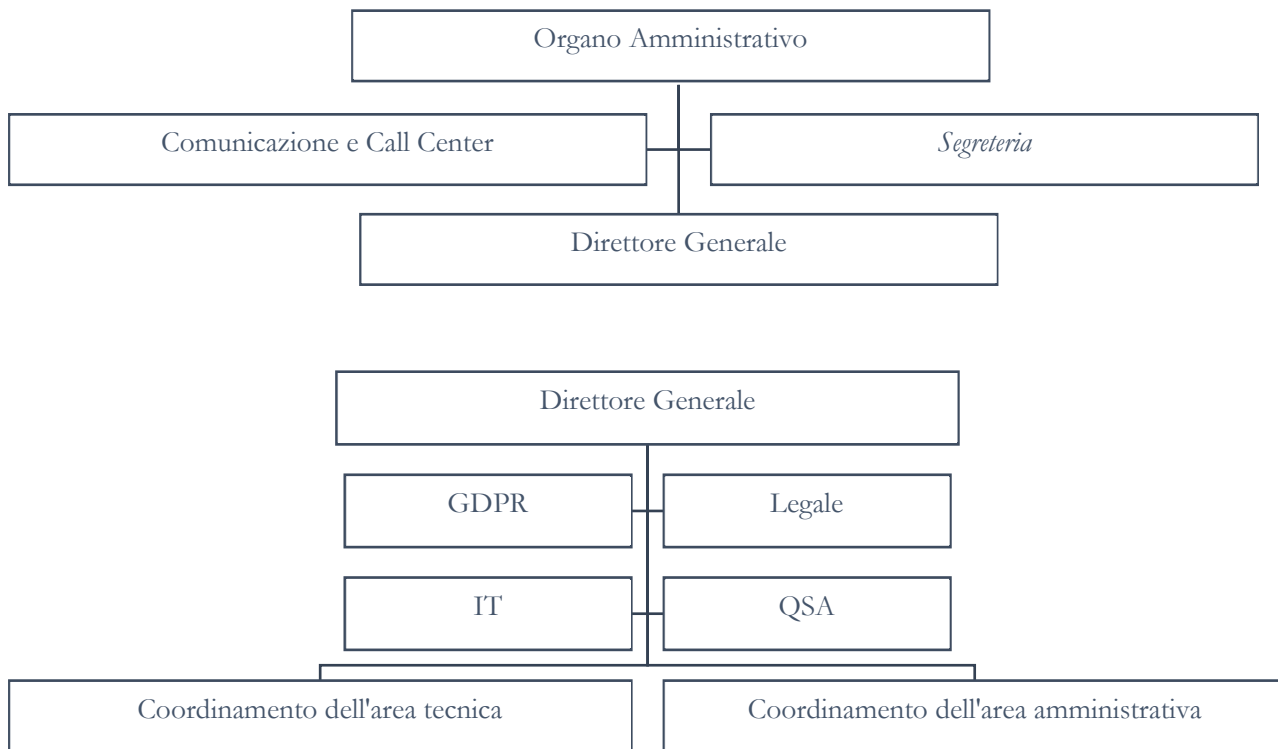 Organo Amministrativo
Comunicazione e Call Center
Segreteria
Direttore Generale
Direttore Generale
GDPR
Legale
IT
QSA
Coordinamento dell'area tecnica
Coordinamento dell'area amministrativa